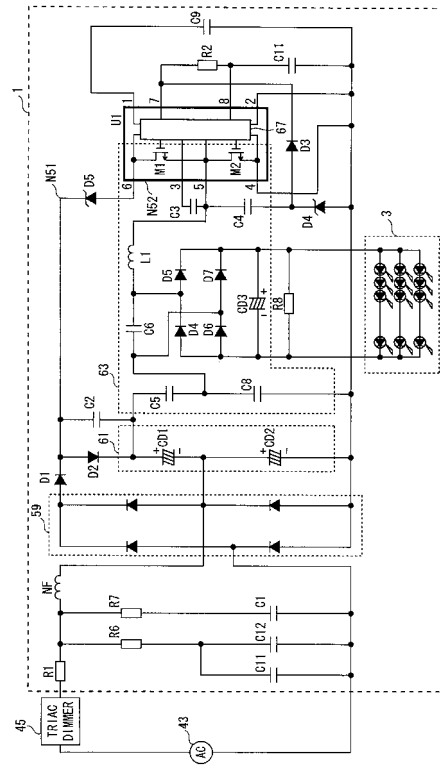 1
45
TRIAC
DIMMER
R1
NF
59
D1
C2
N51
D5
C9
43
AC
R6
R7
C11
C12
C1
D2
61
+
CD1
-
+
CD2
-
63
C5
C8
C6
L1
D5
D4
D7
D6
CD3
+
-
R8
3
N52
U1
6
1
M1
3
7
R2
C3
5
8
M2
4
2
67
C4
D3
D4
C11